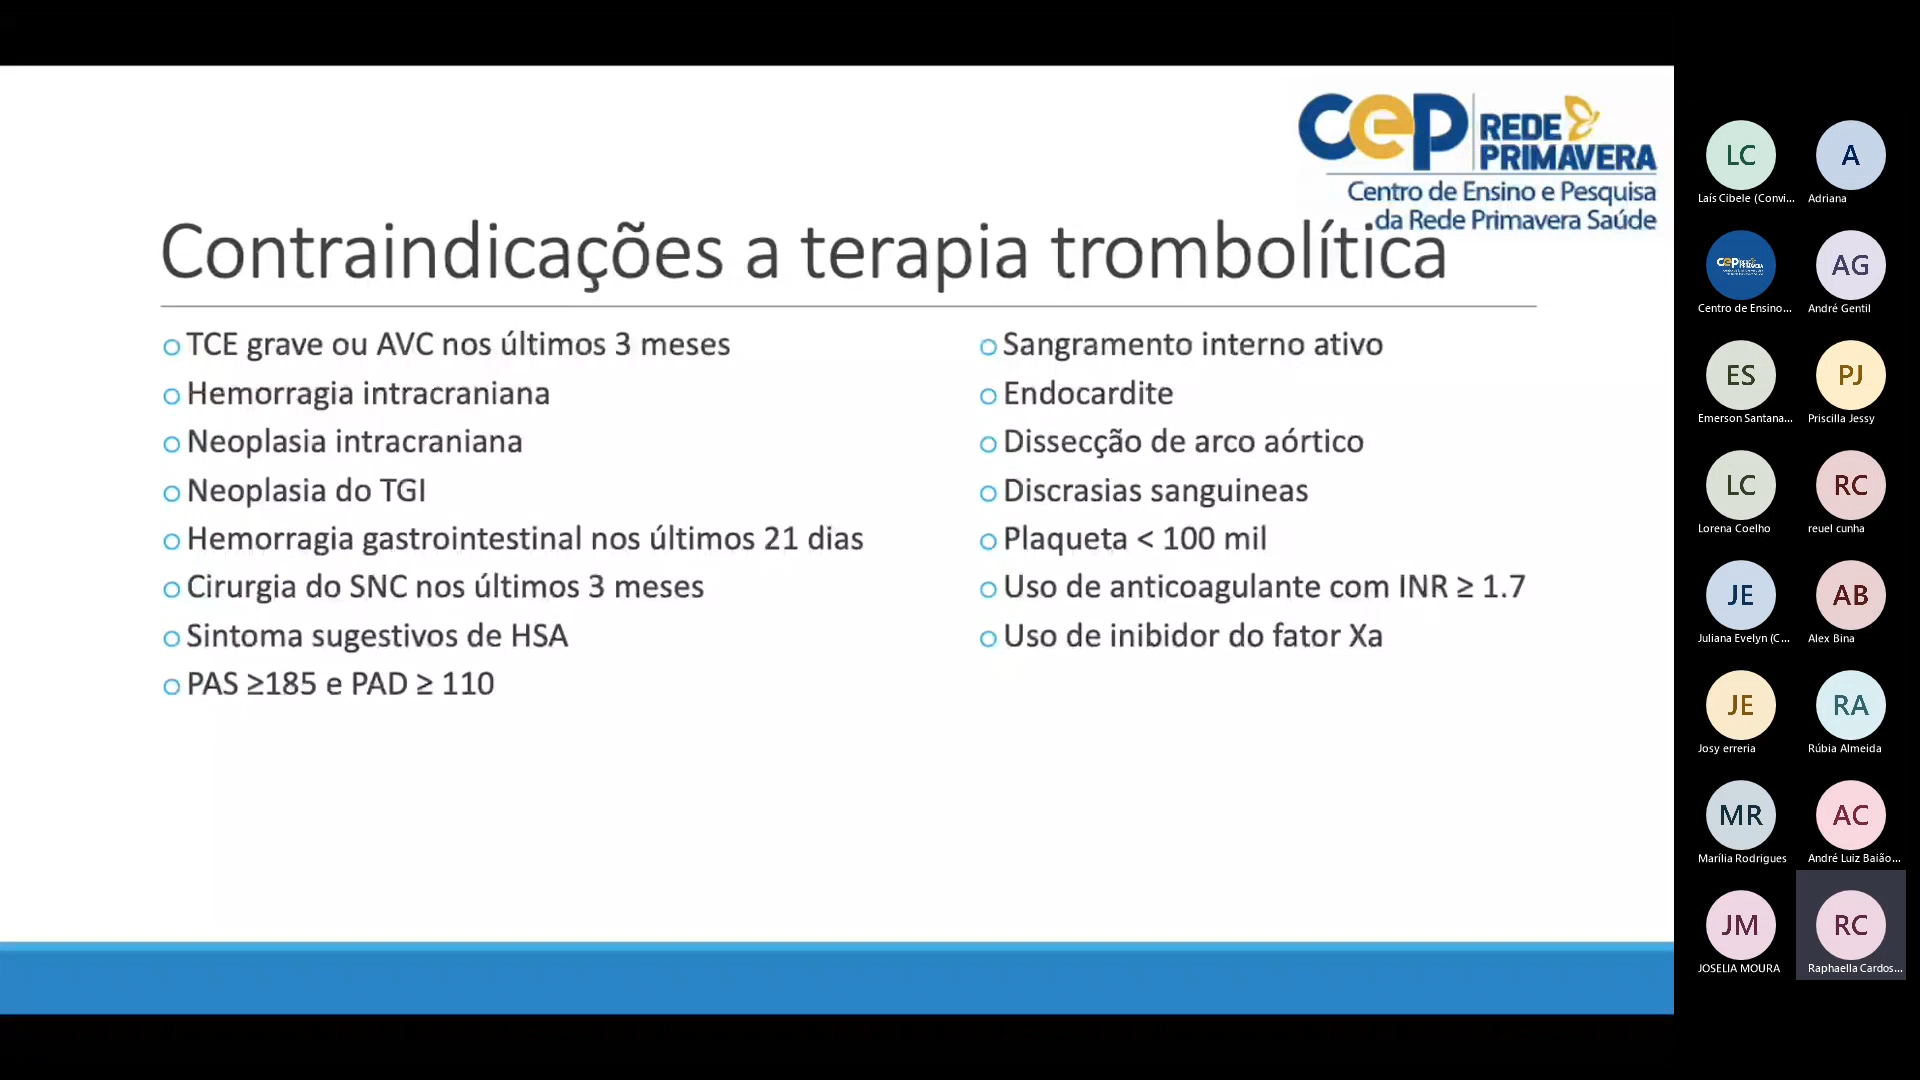 cep REDE PRIMAVERA
Centro de Ensino e Pesquisa
da Rede Primavera Saúde
Contraindicações a terapia trombolítica
TCE grave ou AVC nos últimos 3 meses
Hemorragia intracraniana
Neoplasia intracraniana
Neoplasia do TGI
Hemorragia gastrointestinal nos últimos 21 dias
Cirurgia do SNC nos últimos 3 meses
Sintoma sugestivos de HSA
PAS ≥185 e PAD ≥ 110
Sangramento interno ativo
Endocardite
Dissecção de arco aórtico
Discrasias sanguineas
Plaqueta < 100 mil
Uso de anticoagulante com INR ≥ 1.7
Uso de inibidor do fator Xa
LC
Laís Cibele (Convi...
A
Adriana
Centro de Ensino...
AG
André Gentil
ES
Emerson Santana...
PJ
Priscilla Jessy
LC
Lorena Coelho
RC
reuel cunha
JE
Juliana Evelyn (C...
AB
Alex Bina
JE
Josy erreria
RA
Rúbia Almeida
MR
Marília Rodrigues
AC
André Luiz Baião...
JM
JOSELIA MOURA
RC
Raphaella Cardos...